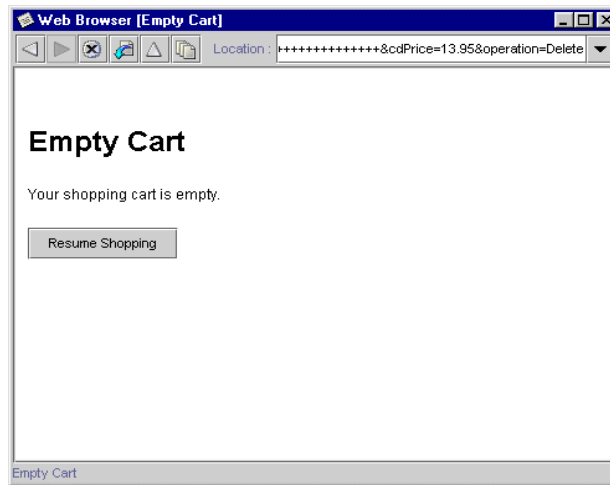 Web Browser [Empty Cart]
Location : ++++++++++++++&cdPrice=13.95&operation=Delete
Empty Cart
Your shopping cart is empty.
Resume Shopping
Empty Cart